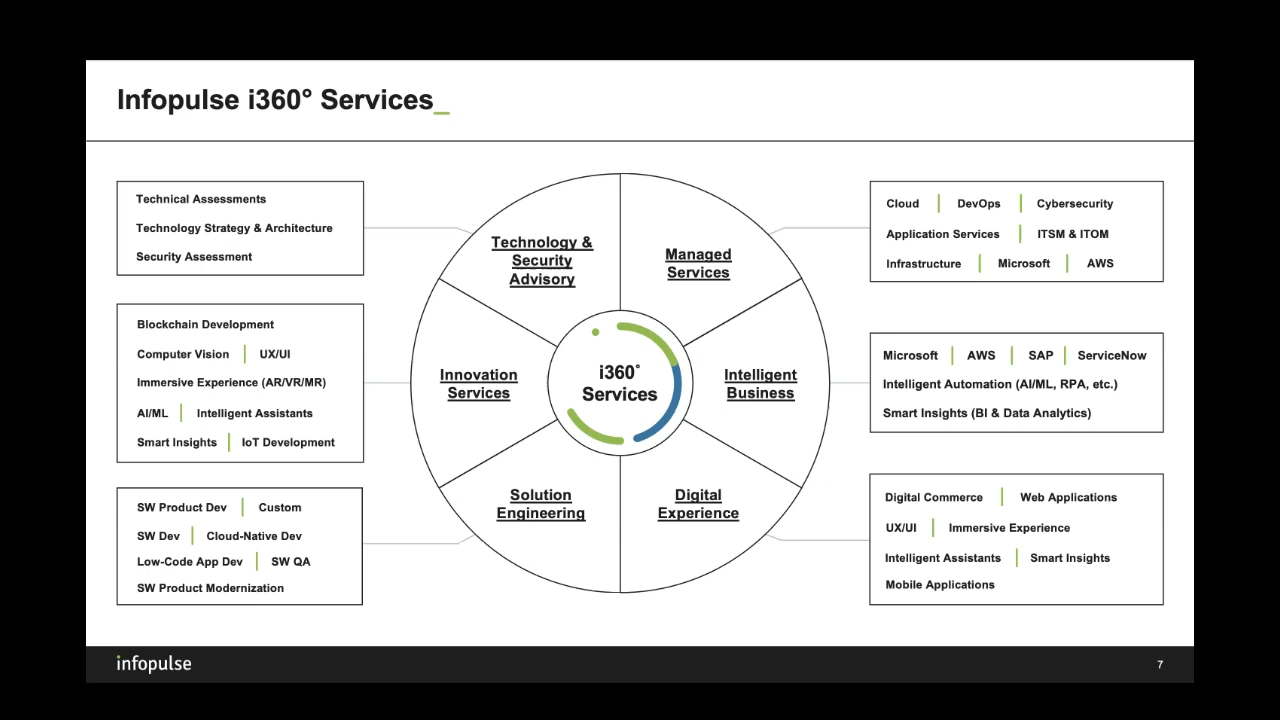 Infopulse i360° Services_
Technical Assessments
Technology Strategy & Architecture
Security Assessment
Blockchain Development
Computer Vision | UX/UI
Immersive Experience (AR/VR/MR)
AI/ML | Intelligent Assistants
Smart Insights | IoT Development
SW Product Dev | Custom
SW Dev | Cloud-Native Dev
Low-Code App Dev | SW QA
SW Product Modernization
Technology &
Security
Advisory
Managed
Services
Innovation
Services
i360°
Services
Intelligent
Business
Solution
Engineering
Digital
Experience
Cloud | DevOps | Cybersecurity
Application Services | ITSM & ITOM
Infrastructure | Microsoft | AWS
Microsoft | AWS | SAP | ServiceNow
Intelligent Automation (AI/ML, RPA, etc.)
Smart Insights (BI & Data Analytics)
Digital Commerce | Web Applications
UX/UI | Immersive Experience
Intelligent Assistants | Smart Insights
Mobile Applications
infopulse
7